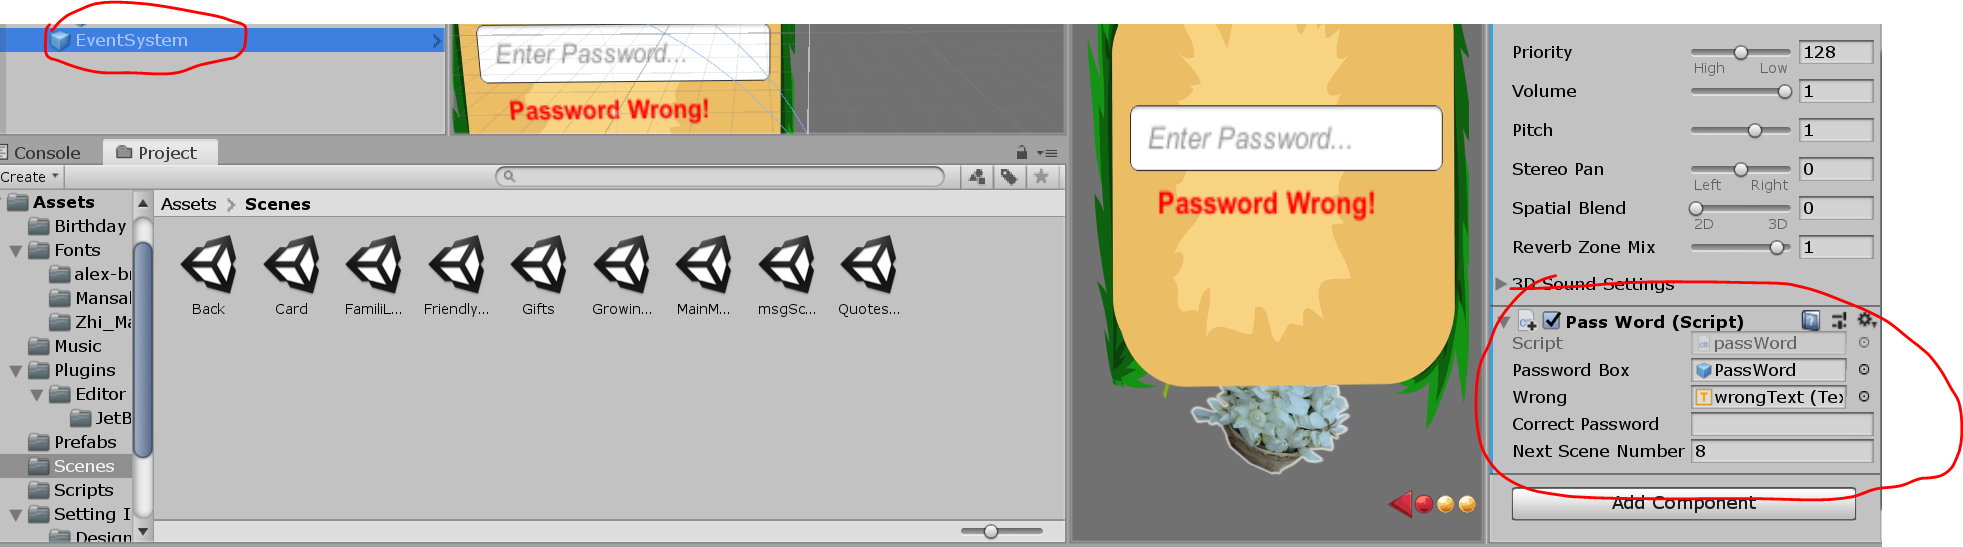 EventSystem
Enter Password...
Password Wrong!
Console
Project
Create
Assets
Birthday
Fonts
alex-br
Mansal
Zhi_Ma
Music
Plugins
Editor
JetB
Prefabs
Scenes
Scripts
Setting I
Design
Assets > Scenes
Back
Card
FamiliL...
Friendly...
Gifts
Growin...
MainM...
msgSc...
Quotes...
Enter Password...
Password Wrong!
Priority 128
High Low
Volume 1
Pitch 1
Stereo Pan 0
Left Right
Spatial Blend 0
2D 3D
Reverb Zone Mix 1
3D Sound Settings
Pass Word (Script)
Script passWord
Password Box PassWord
Wrong wrongText (Tex
Correct Password
Next Scene Number 8
Add Component